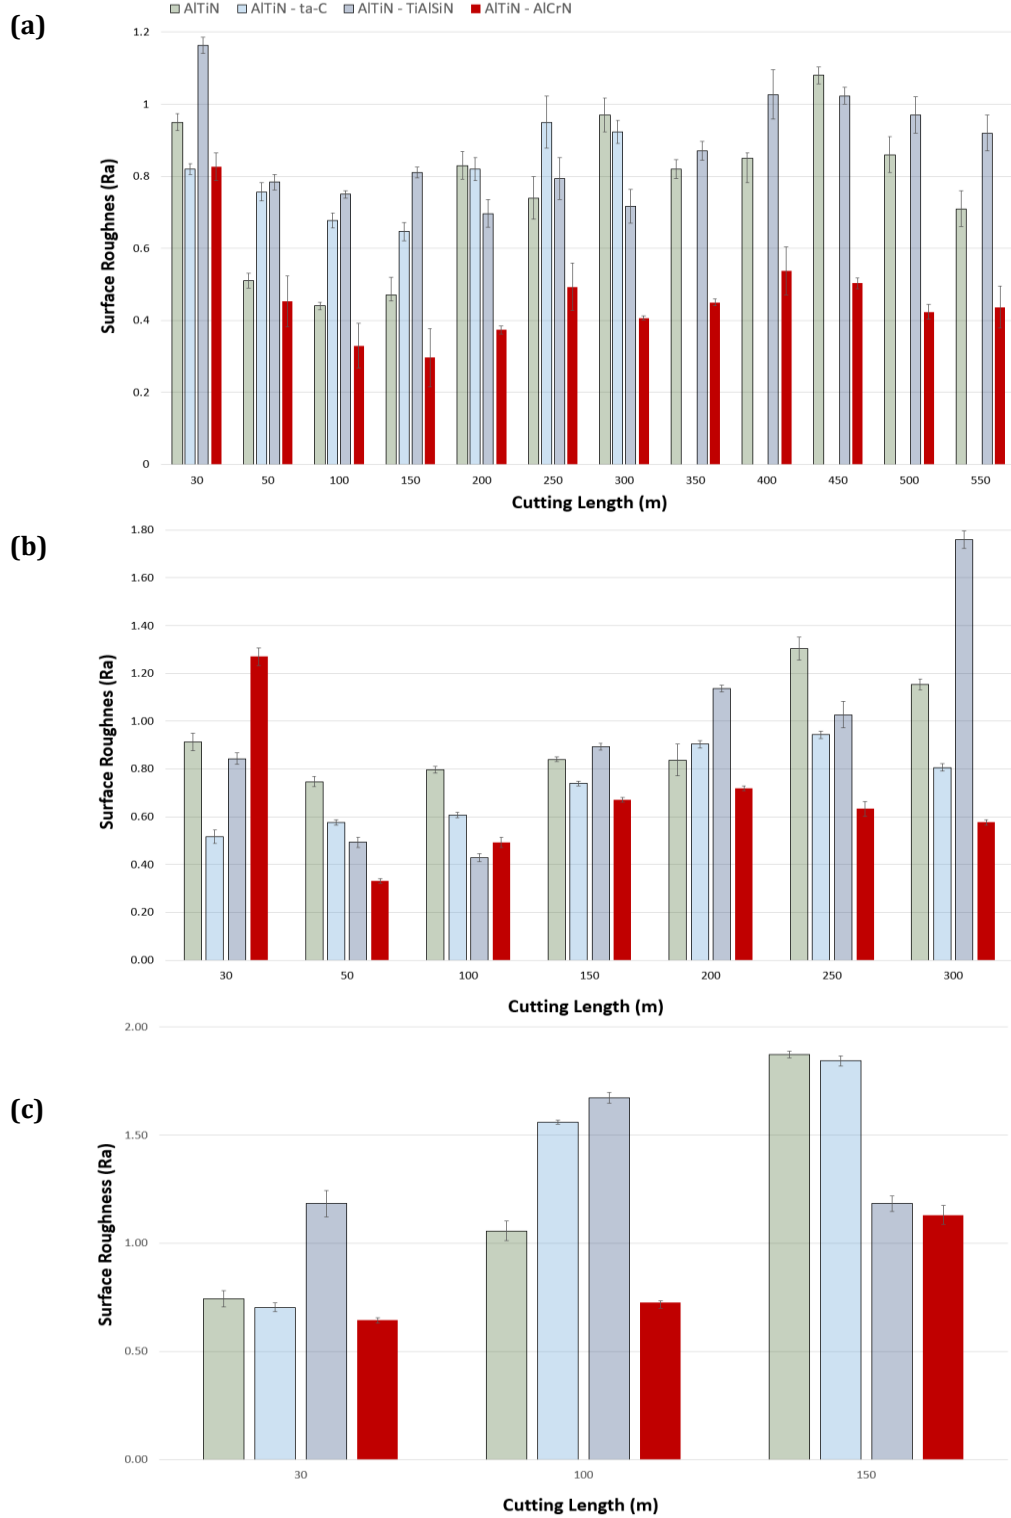 AlTiN AlTiN - ta-C AlTiN - TiAlSiN AlTiN - AlCrN
(a)
Surface Roughnes (Ra)
1.2
1
0.8
0.6
0.4
0.2
0
30 50 100 150 200 250 300 350 400 450 500 550
Cutting Length (m)
(b)
Surface Roughnes (Ra)
1.80
1.60
1.40
1.20
1.00
0.80
0.60
0.40
0.20
0.00
30 50 100 150 200 250 300
Cutting Length (m)
(c)
Surface Roughness (Ra)
2.00
1.50
1.00
0.50
0.00
30 100 150
Cutting Length (m)